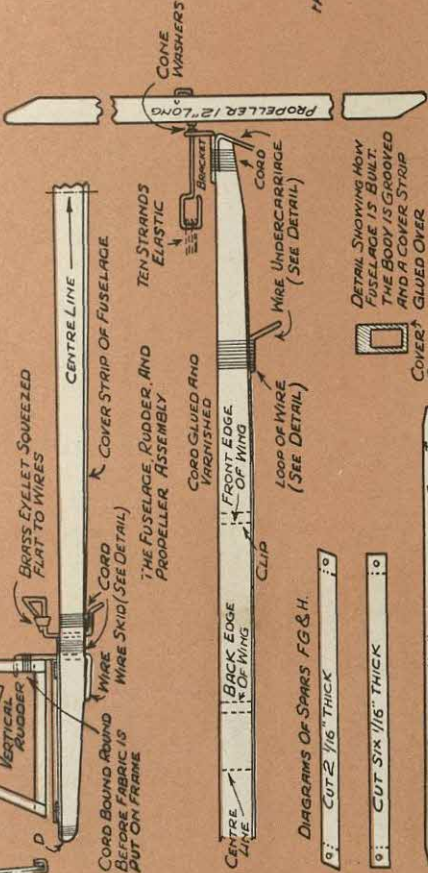 BRASS EYELET SQUEEZED
FLAT TO WIRES
VERTICAL
RUDDER
D
CORD BOUND ROUND
BEFORE FABRIC IS
PUT ON FRAME
WIRE
CORD
WIRE SKID (SEE DETAIL)
CENTRE LINE
COVER STRIP OF FUSELAGE
THE FUSELAGE, RUDDER, AND
PROPELLER ASSEMBLY
TEN STRANDS
ELASTIC
CONE
WASHERS
PROPELLER 12" LONG
BRACKET
CORD
CORD GLUED AND
VARNISHED
WIRE UNDERCARRIAGE
(SEE DETAIL)
LOOP OF WIRE
(SEE DETAIL)
FRONT EDGE
OF WING
CLIP
BACK EDGE
OF WING
CENTRE
LINE
DIAGRAMS OF SPARS F G & H.
CUT 2 1/16" THICK
CUT SIX 1/16" THICK
DETAIL SHOWING HOW
FUSELAGE IS BUILT.
THE BODY IS GROOVED
AND A COVER STRIP
GLUED OVER
COVER